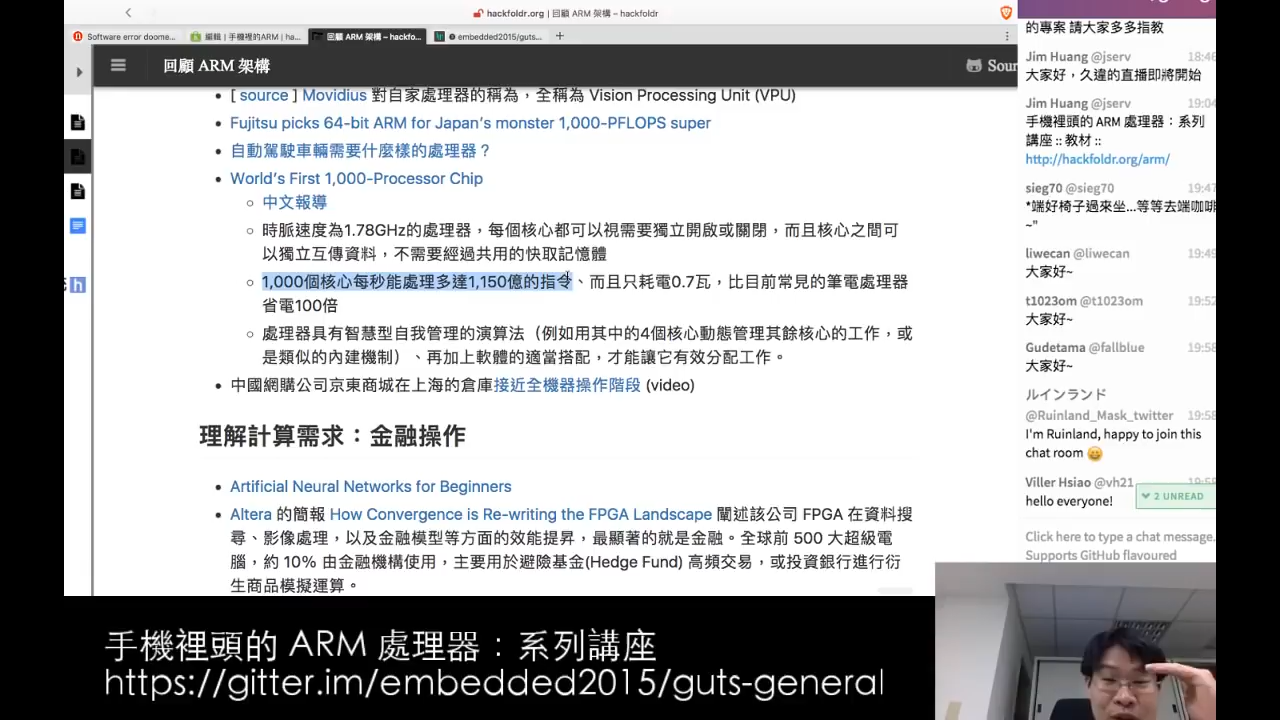 hackfoldr.org | 回顧 ARM 架構 – hackfoldr
Software error doome...
編輯 | 手機裡的ARM | ha...
回顧 ARM 架構 – hackfo...
embedded2015/guts...
回顧 ARM 架構
Sour
[ source ] Movidius 對自家處理器的稱為，全稱為 Vision Processing Unit (VPU)
Fujitsu picks 64-bit ARM for Japan's monster 1,000-PFLOPS super
自動駕駛車輛需要什麼樣的處理器？
World's First 1,000-Processor Chip
中文報導
時脈速度為1.78GHz的處理器，每個核心都可以視需要獨立開啟或關閉，而且核心之間可
以獨立互傳資料，不需要經過共用的快取記憶體
1,000個核心每秒能處理多達1,150億的指令、而且只耗電0.7瓦，比目前常見的筆電處理器
省電100倍
處理器具有智慧型自我管理的演算法（例如用其中的4個核心動態管理其餘核心的工作，或
是類似的內建機制）、再加上軟體的適當搭配，才能讓它有效分配工作。
中國網購公司京東商城在上海的倉庫接近全機器操作階段 (video)
理解計算需求：金融操作
Artificial Neural Networks for Beginners
Altera 的簡報 How Convergence is Re-writing the FPGA Landscape 闡述該公司 FPGA 在資料搜
尋、影像處理，以及金融模型等方面的效能提昇，最顯著的就是金融。全球前 500 大超級電
腦，約 10% 由金融機構使用，主要用於避險基金(Hedge Fund) 高頻交易，或投資銀行進行衍
生商品模擬運算。
的專案 請大家多多指教
Jim Huang @jserv 18:46
大家好，久違的直播即將開始
Jim Huang @jserv 19:04
手機裡頭的 ARM 處理器：系列
講座 :: 教材 ::
http://hackfoldr.org/arm/
sieg70 @sieg70 19:47
*端好椅子過來坐...等等去端咖啡
~"
liwecan @liwecan 19:58
大家好~
t1023om @t1023om 19:58
大家好~
Gudetama @fallblue 19:58
大家好~
ルインランド
@Ruinland_Mask_twitter 19:58
I'm Ruinland, happy to join this
chat room
Viller Hsiao @vh21
hello everyone!
2 UNREAD
Click here to type a chat message.
Supports GitHub flavoured
手機裡頭的 ARM 處理器：系列講座
https://gitter.im/embedded2015/guts-general